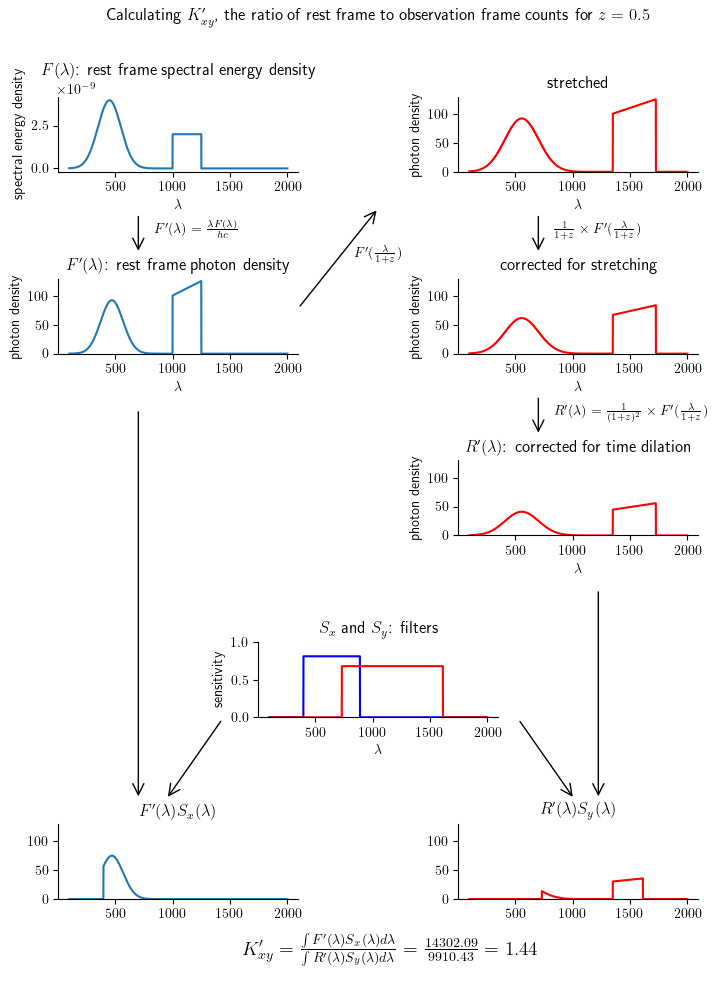 Calculating K′xy, the ratio of rest frame to observation frame counts for z = 0.5
F(λ): rest frame spectral energy density
×10−9
spectral energy density
2.5
0.0
500 1000 1500 2000
λ
F′(λ) = λF(λ)/hc
F′(λ): rest frame photon density
photon density
100
50
0
500 1000 1500 2000
λ
F′(λ/1+z)
stretched
photon density
100
50
0
500 1000 1500 2000
λ
1/1+z × F′(λ/1+z)
corrected for stretching
photon density
100
50
0
500 1000 1500 2000
λ
R′(λ) = 1/(1+z)2 × F′(λ/1+z)
R′(λ): corrected for time dilation
photon density
100
50
0
500 1000 1500 2000
λ
Sx and Sy: filters
sensitivity
1.0
0.5
0.0
500 1000 1500 2000
λ
F′(λ)Sx(λ)
100
50
0
500 1000 1500 2000
R′(λ)Sy(λ)
100
50
0
500 1000 1500 2000
K′xy = ∫ F′(λ)Sx(λ)dλ / ∫ R′(λ)Sy(λ)dλ = 14302.09/9910.43 = 1.44